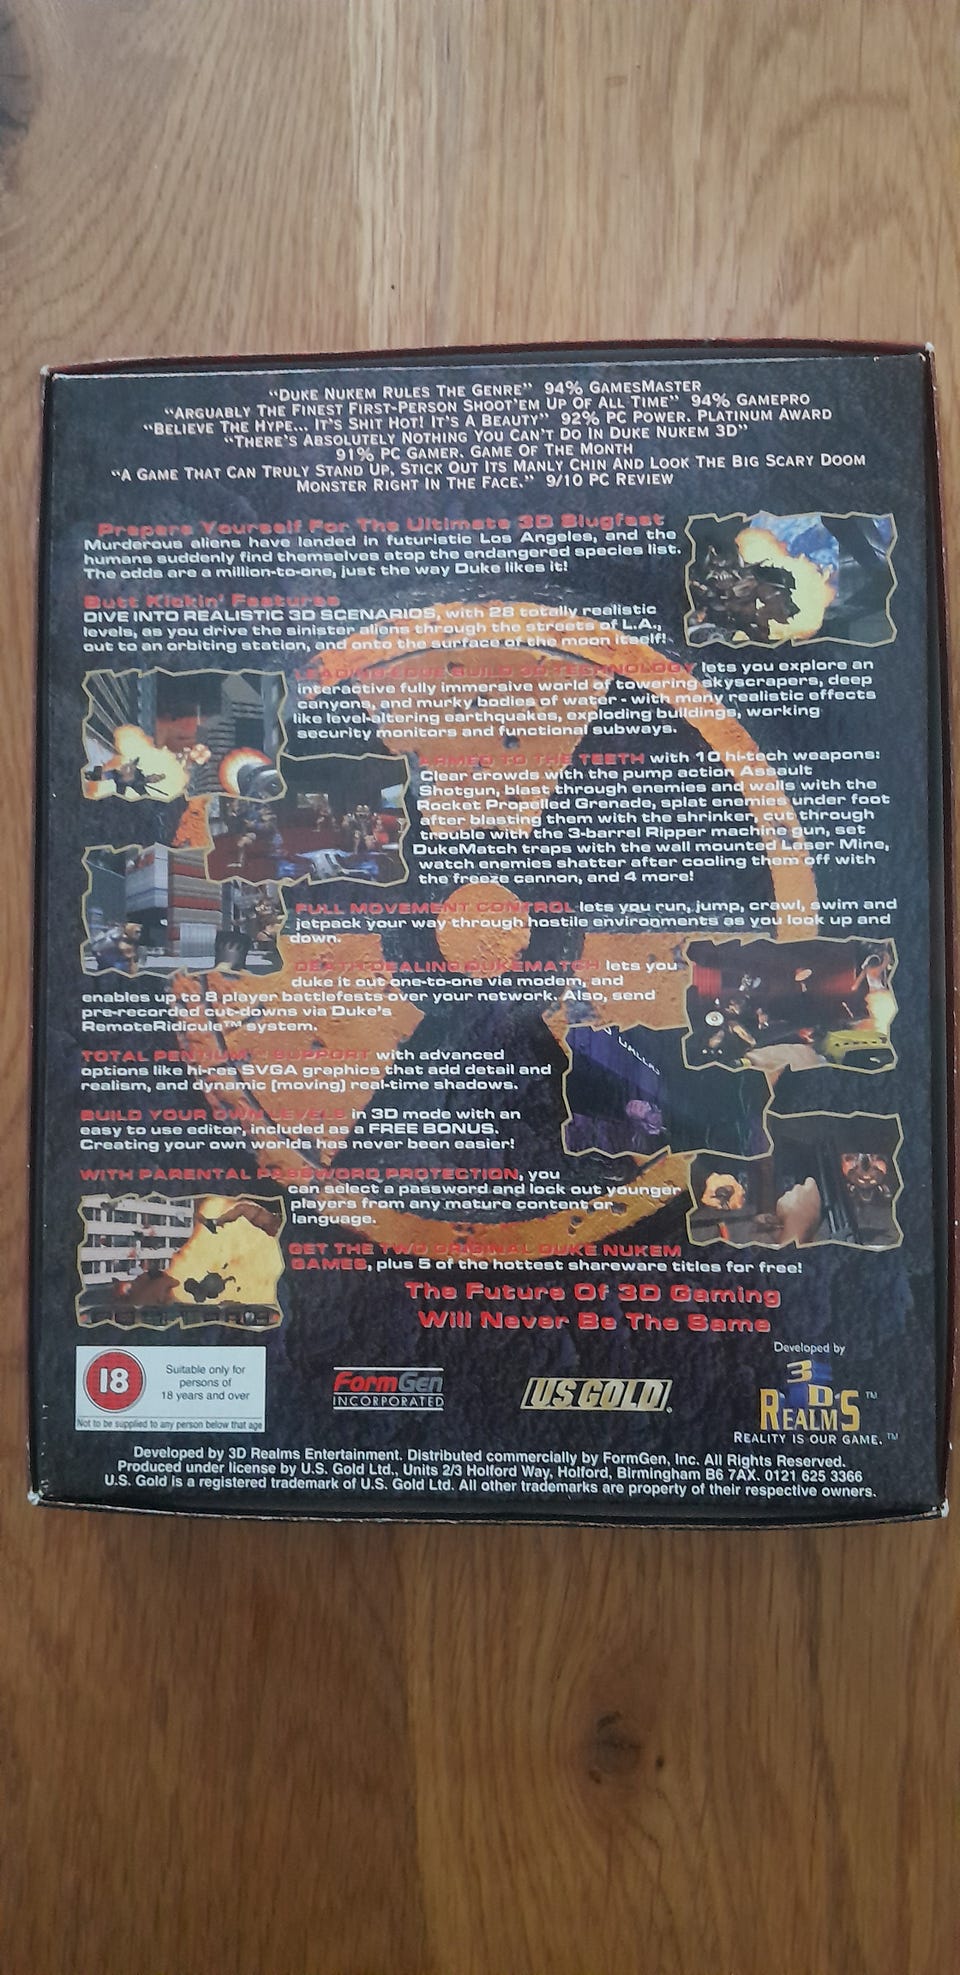 "DUKE NUKEM RULES THE GENRE" 94% GAMESMASTER
"ARGUABLY THE FINEST FIRST-PERSON SHOOT'EM UP OF ALL TIME" 94% GAMEPRO
"BELIEVE THE HYPE... IT'S SHIT HOT! IT'S A BEAUTY" 92% PC POWER. PLATINUM AWARD
"THERE'S ABSOLUTELY NOTHING YOU CAN'T DO IN DUKE NUKEM 3D"
91% PC GAMER. GAME OF THE MONTH
"A GAME THAT CAN TRULY STAND UP, STICK OUT ITS MANLY CHIN AND LOOK THE BIG SCARY DOOM
MONSTER RIGHT IN THE FACE." 9/10 PC REVIEW
Prepare Yourself For The Ultimate 3D Slugfest
Murderous aliens have landed in futuristic Los Angeles, and the
humans suddenly find themselves atop the endangered species list.
The odds are a million-to-one, just the way Duke likes it!
Butt Kickin' Features
DIVE INTO REALISTIC 3D SCENARIOS, with 28 totally realistic
levels, as you drive the sinister aliens through the streets of L.A.,
out to an orbiting station, and onto the surface of the moon itself!
LEADING-EDGE BUILD 3D TECHNOLOGY lets you explore an
interactive fully immersive world of towering skyscrapers, deep
canyons, and murky bodies of water - with many realistic effects
like level-altering earthquakes, exploding buildings, working
security monitors and functional subways.
ARMED TO THE TEETH with 10 hi-tech weapons:
Clear crowds with the pump action Assault
Shotgun, blast through enemies and walls with the
Rocket Propelled Grenade, splat enemies under foot
after blasting them with the shrinker, cut through
trouble with the 3-barrel Ripper machine gun, set
DukeMatch traps with the wall mounted Laser Mine,
watch enemies shatter after cooling them off with
the freeze cannon, and 4 more!
FULL MOVEMENT CONTROL lets you run, jump, crawl, swim and
jetpack your way through hostile environments as you look up and
down.
DEATH-DEALING DUKEMATCH lets you
duke it out one-to-one via modem, and
enables up to 8 player battlefests over your network. Also, send
pre-recorded cut-downs via Duke's
RemoteRidicule™ system.
TOTAL PENTIUM™ SUPPORT with advanced
options like hi-res SVGA graphics that add detail and
realism, and dynamic (moving) real-time shadows.
BUILD YOUR OWN LEVELS in 3D mode with an
easy to use editor, included as a FREE BONUS.
Creating your own worlds has never been easier!
WITH PARENTAL PASSWORD PROTECTION, you
can select a password and lock out younger
players from any mature content or
language.
GET THE TWO ORIGINAL DUKE NUKEM
GAMES, plus 5 of the hottest shareware titles for free!
The Future Of 3D Gaming
Will Never Be The Same
18
Suitable only for
persons of
18 years and over
Not to be supplied to any person below that age
FormGen
INCORPORATED
U.S. GOLD®
Developed by
3D REALMS™
REALITY IS OUR GAME.™
Developed by 3D Realms Entertainment. Distributed commercially by FormGen, Inc. All Rights Reserved.
Produced under license by U.S. Gold Ltd., Units 2/3 Holford Way, Holford, Birmingham B6 7AX. 0121 625 3366
U.S. Gold is a registered trademark of U.S. Gold Ltd. All other trademarks are property of their respective owners.